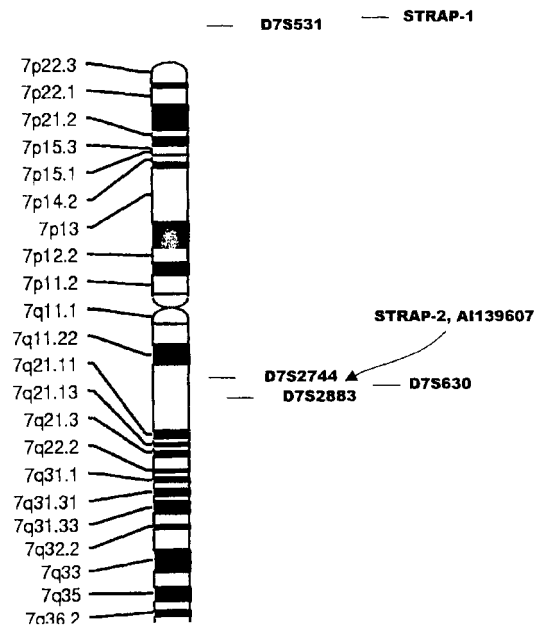 STRAP-1
D7S531
7p22.3
7p22.1
7p21.2
7p15.3
7p15.1
7p14.2
7p13
7p12.2
7p11.2
7q11.1
STRAP-2, AI139607
7q11.22
7q21.11
D7S2744
D7S630
7q21.13
D7S2883
7q21.3
7q22.2
7q31.1
7q31.31
7q31.33
7q32.2
7q33
7q35
7q36.2